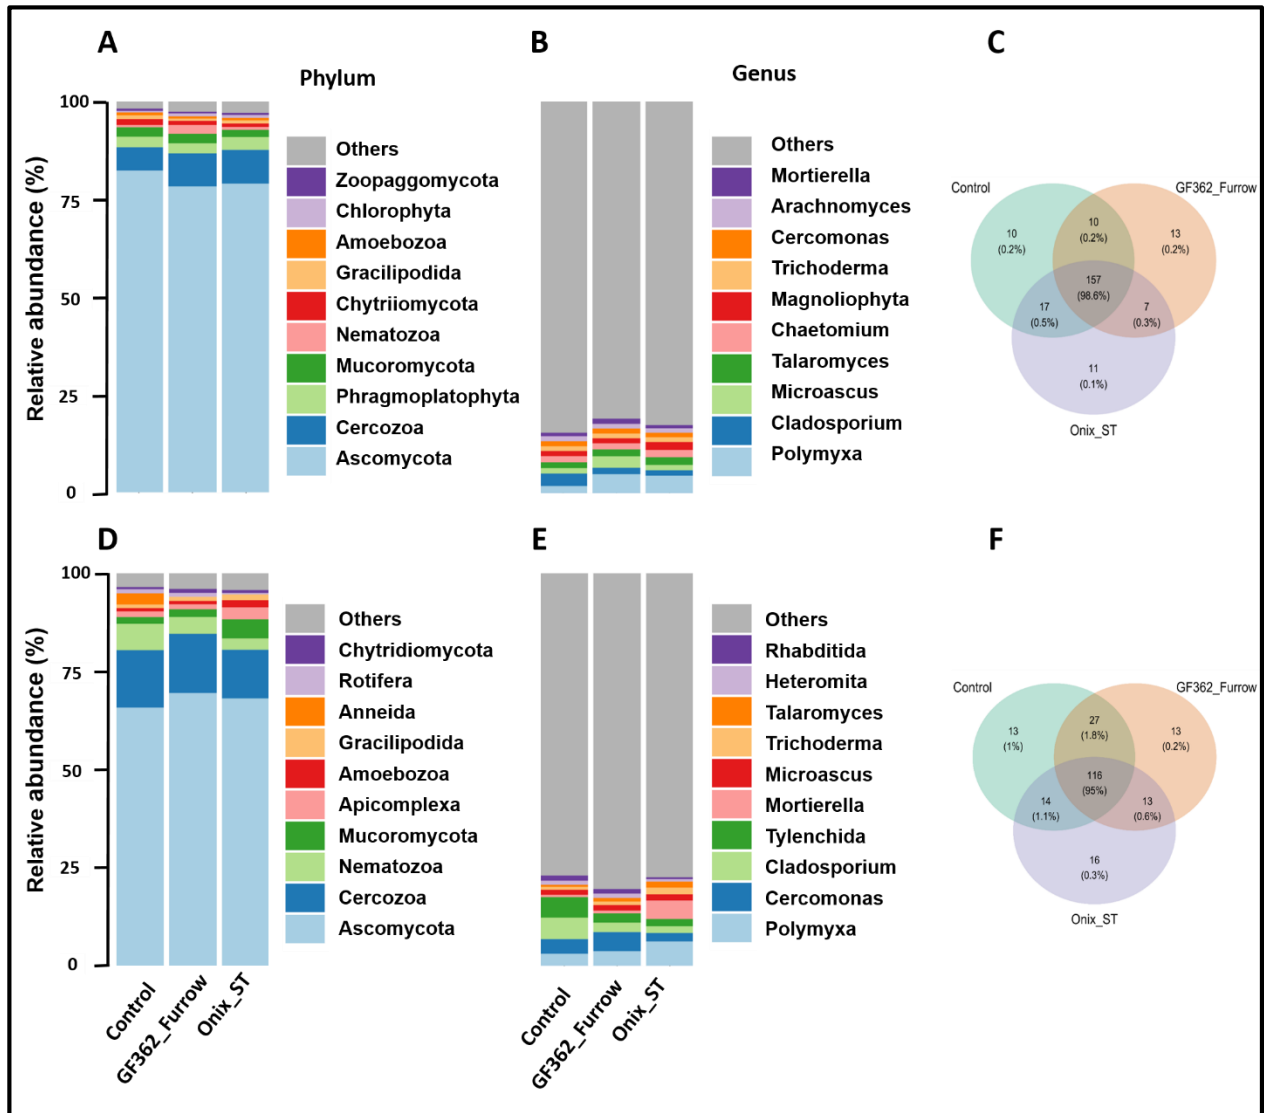 A
B
C
Phylum
Genus
Relative abundance (%)
100
75
50
25
0
Others
Zoopaggomycota
Chlorophyta
Amoebozoa
Gracilipodida
Chytriiomycota
Nematozoa
Mucoromycota
Phragmoplatophyta
Cercozoa
Ascomycota
Others
Mortierella
Arachnomyces
Cercomonas
Trichoderma
Magnoliophyta
Chaetomium
Talaromyces
Microascus
Cladosporium
Polymyxa
Control
GF362_Furrow
10
(0.2%)
10
(0.2%)
13
(0.2%)
157
(98.6%)
17
(0.5%)
7
(0.3%)
11
(0.1%)
Onix_ST
D
E
F
Relative abundance (%)
100
75
50
25
0
Others
Chytridiomycota
Rotifera
Anneida
Gracilipodida
Amoebozoa
Apicomplexa
Mucoromycota
Nematozoa
Cercozoa
Ascomycota
Control
GF362_Furrow
Onix_ST
Others
Rhabditida
Heteromita
Talaromyces
Trichoderma
Microascus
Mortierella
Tylenchida
Cladosporium
Cercomonas
Polymyxa
Control
GF362_Furrow
Onix_ST
Control
GF362_Furrow
13
(1%)
27
(1.8%)
13
(0.2%)
116
(95%)
14
(1.1%)
13
(0.6%)
16
(0.3%)
Onix_ST